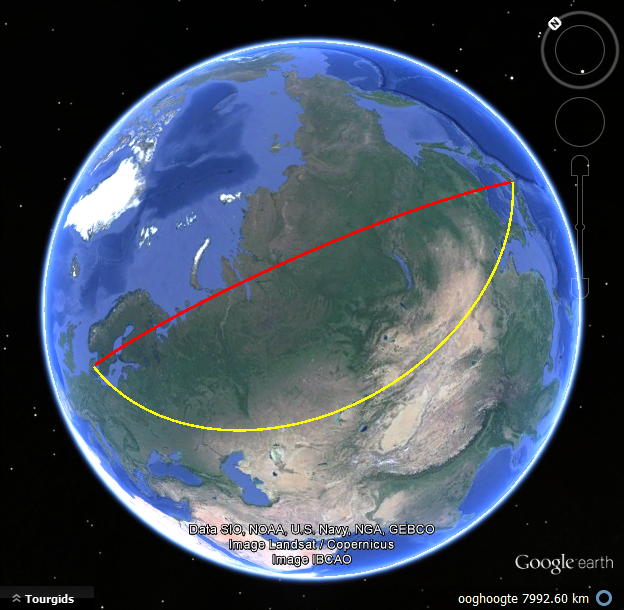 N
Data SIO, NOAA, U.S. Navy, NGA, GEBCO
Image Landsat / Copernicus
Image IBCAO
Google earth
Tourgids
ooghoogte 7992.60 km